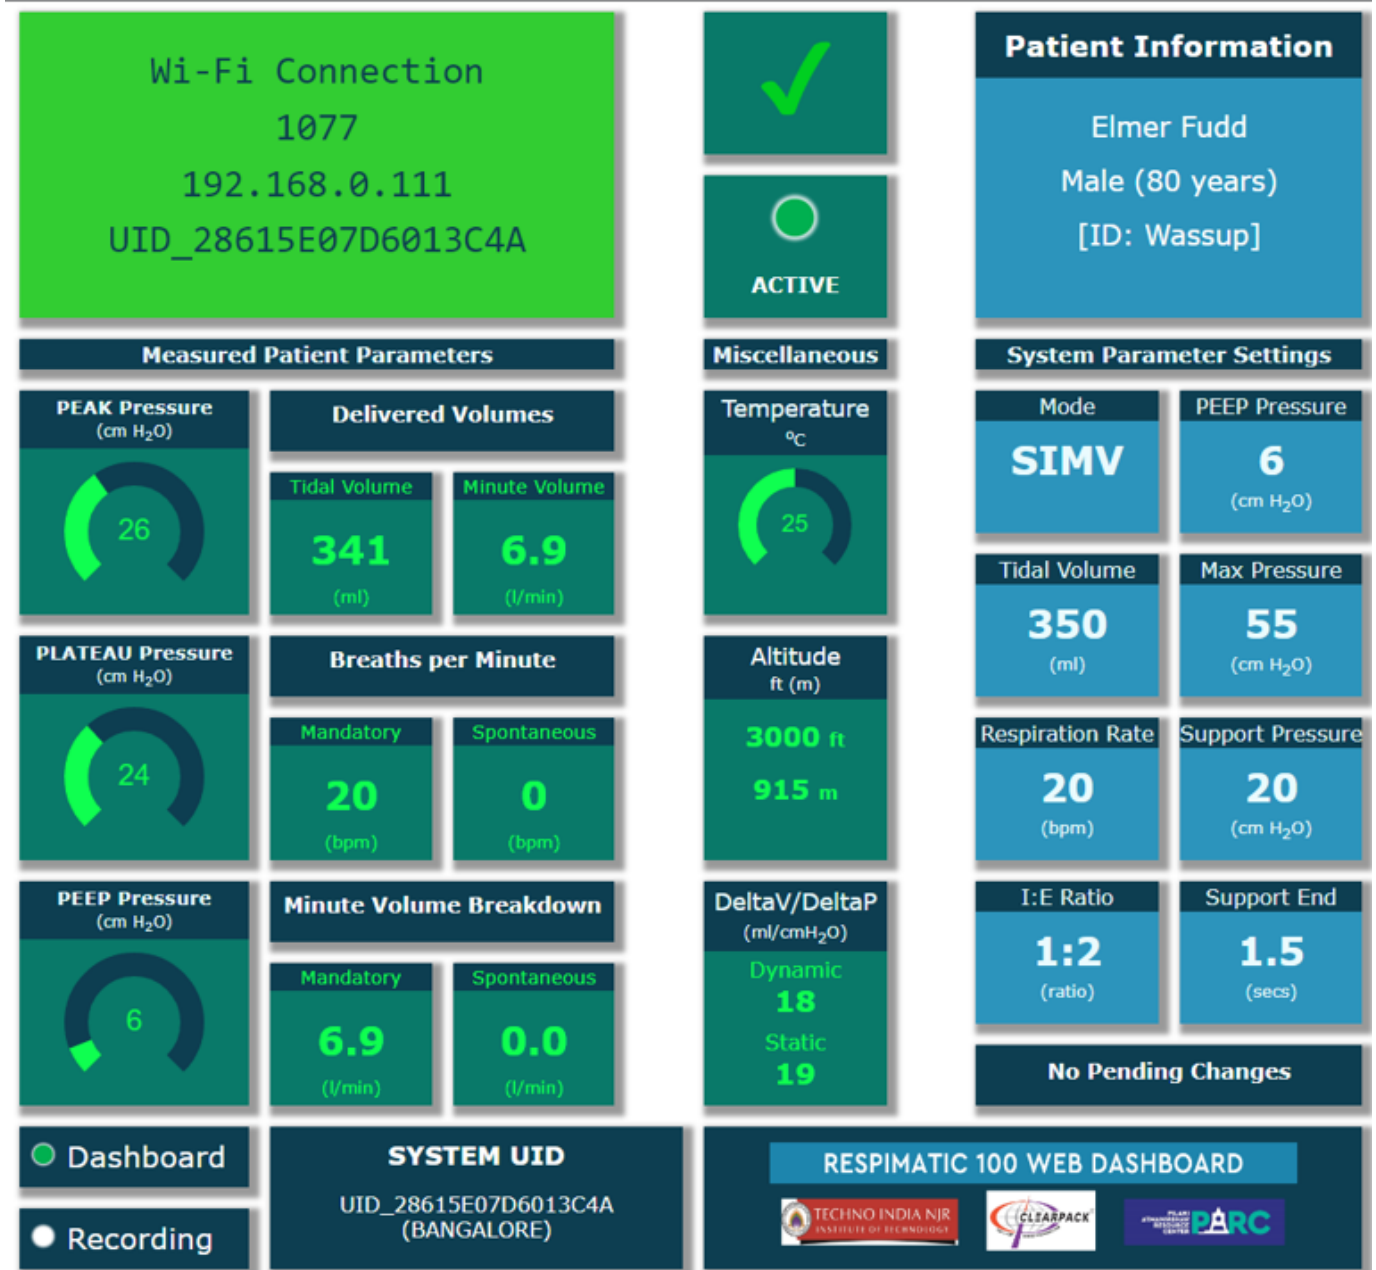 Wi-Fi Connection
1077
192.168.0.111
UID_28615E07D6013C4A
ACTIVE
Patient Information
Elmer Fudd
Male (80 years)
[ID: Wassup]
Measured Patient Parameters
PEAK Pressure
(cm H₂O)
26
Delivered Volumes
Tidal Volume
341
(ml)
Minute Volume
6.9
(l/min)
PLATEAU Pressure
(cm H₂O)
24
Breaths per Minute
Mandatory
20
(bpm)
Spontaneous
0
(bpm)
PEEP Pressure
(cm H₂O)
6
Minute Volume Breakdown
Mandatory
6.9
(l/min)
Spontaneous
0.0
(l/min)
Miscellaneous
Temperature
ºC
25
Altitude
ft (m)
3000 ft
915 m
DeltaV/DeltaP
(ml/cmH₂O)
Dynamic
18
Static
19
System Parameter Settings
Mode
SIMV
PEEP Pressure
6
(cm H₂O)
Tidal Volume
350
(ml)
Max Pressure
55
(cm H₂O)
Respiration Rate
20
(bpm)
Support Pressure
20
(cm H₂O)
I:E Ratio
1:2
(ratio)
Support End
1.5
(secs)
No Pending Changes
Dashboard
Recording
SYSTEM UID
UID_28615E07D6013C4A
(BANGALORE)
RESPIMATIC 100 WEB DASHBOARD
TECHNO INDIA NJR
INSTITUTE OF TECHNOLOGY
CLEARPACK
PARC